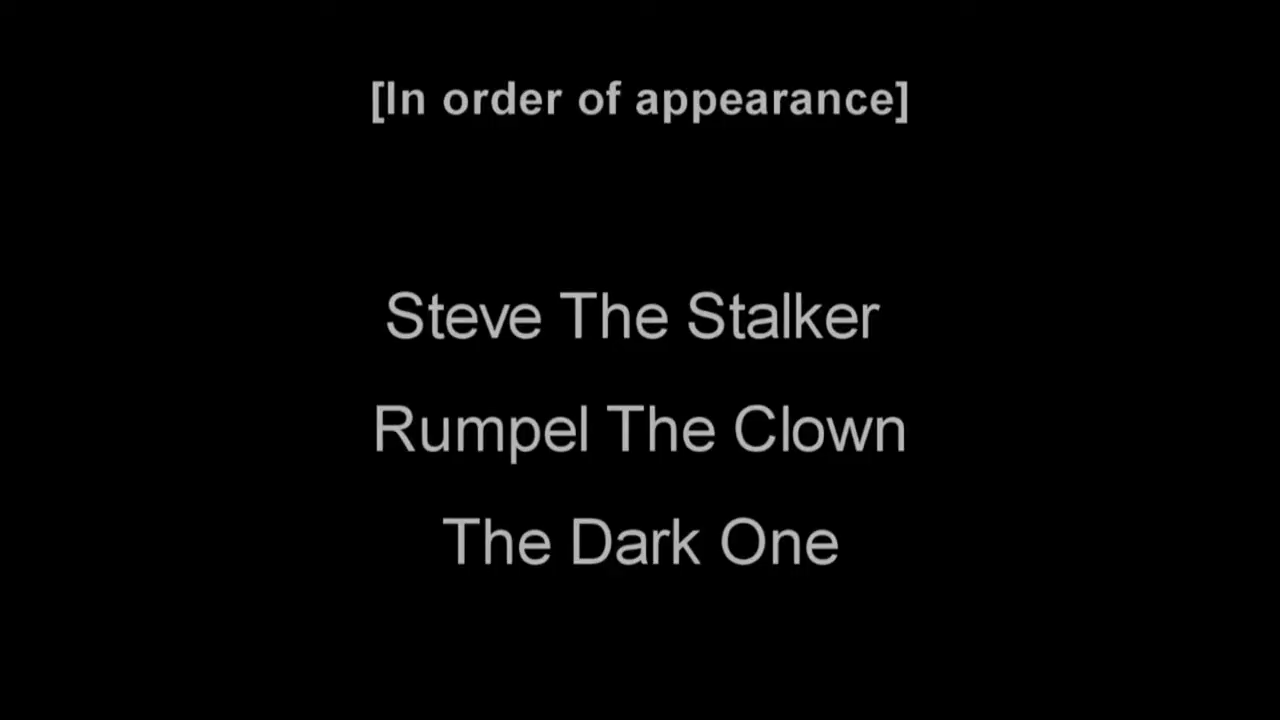 [In order of appearance]
Steve The Stalker
Rumpel The Clown
The Dark One